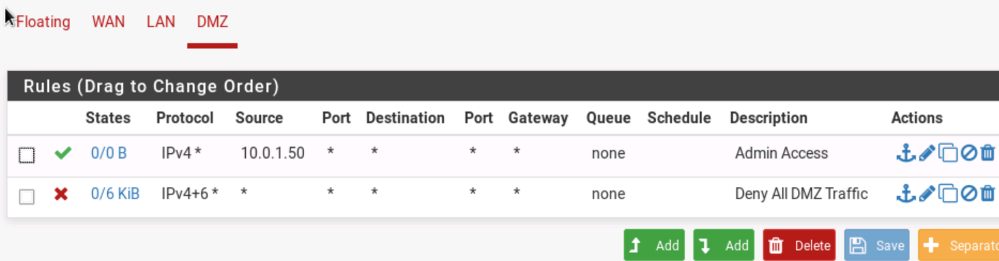 Floating WAN LAN DMZ
Rules (Drag to Change Order)
States Protocol Source Port Destination Port Gateway Queue Schedule Description Actions
0/0 B IPv4 * 10.0.1.50 * * * * none Admin Access
0/6 KiB IPv4+6 * * * * * * none Deny All DMZ Traffic
Add Add Delete Save Separato